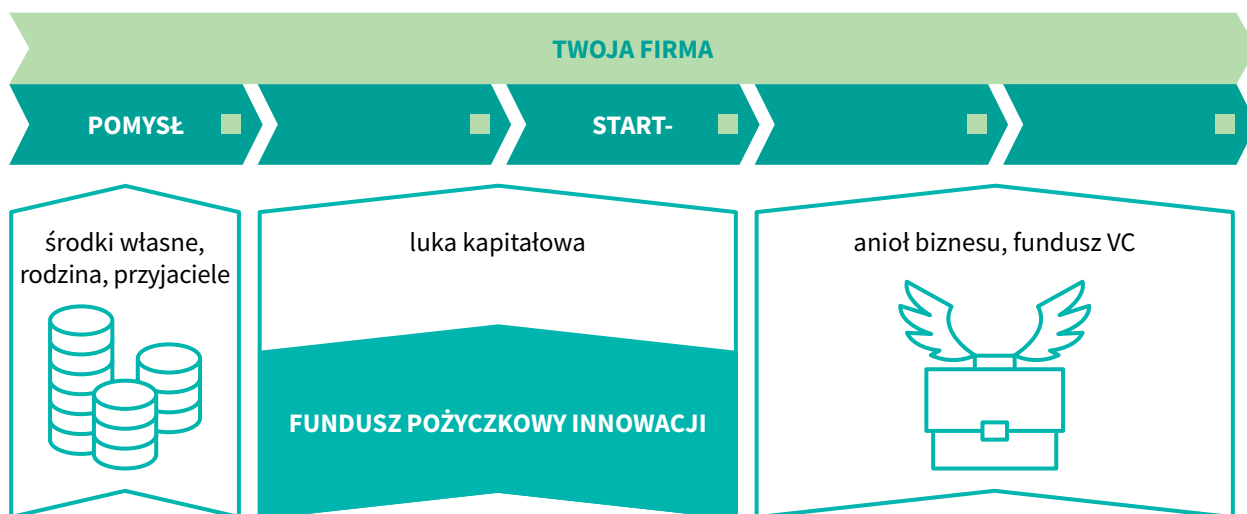 TWOJA FIRMA
POMYSŁ
START-
środki własne,
rodzina, przyjaciele
luka kapitałowa
anioł biznesu, fundusz VC
FUNDUSZ POŻYCZKOWY INNOWACJI